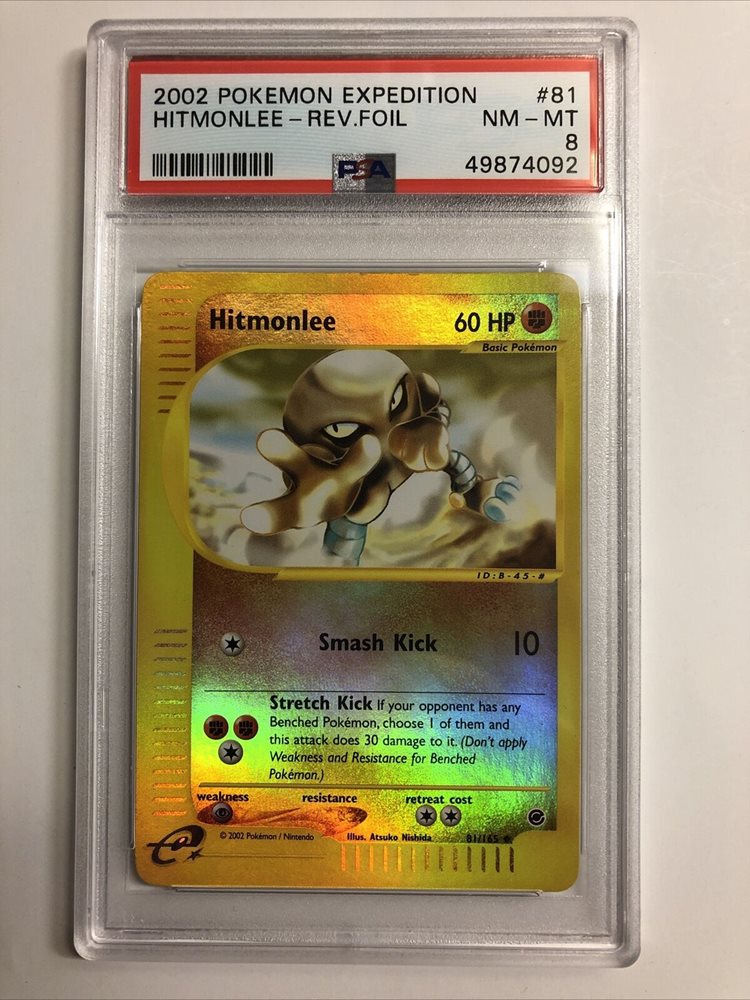 2002 POKEMON EXPEDITION #81
HITMONLEE - REV.FOIL NM - MT
8
PSA 49874092
Hitmonlee 60 HP
Basic Pokémon
ID:B-45-#
Smash Kick 10
Stretch Kick If your opponent has any
Benched Pokémon, choose 1 of them and
this attack does 30 damage to it. (Don't apply
Weakness and Resistance for Benched
Pokémon.)
weakness resistance retreat cost
© 2002 Pokémon / Nintendo Illus. Atsuko Nishida 81/165
e